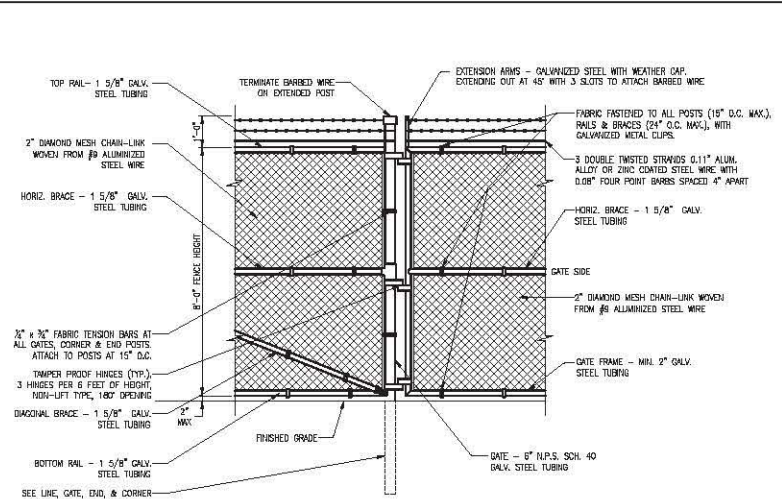 TOP RAIL- 1 5/8" GALV.
STEEL TUBING
2" DIAMOND MESH CHAIN-LINK
WOVEN FROM #9 ALUMINIZED
STEEL WIRE
HORIZ. BRACE - 1 5/8" GALV.
STEEL TUBING
TERMINATE BARBED WIRE
ON EXTENDED POST
1'-0"
8'-0" FENCE HEIGHT
2"
MAX
EXTENSION ARMS - GALVANIZED STEEL WITH WEATHER CAP.
EXTENDING OUT AT 45° WITH 3 SLOTS TO ATTACH BARBED WIRE
FABRIC FASTENED TO ALL POSTS (15" O.C. MAX.),
RAILS & BRACES (24" O.C. MAX.), WITH
GALVANIZED METAL CLIPS.
3 DOUBLE TWISTED STRANDS 0.11" ALUM.
ALLOY OR ZINC COATED STEEL WIRE WITH
0.08" FOUR POINT BARBS SPACED 4" APART
HORIZ. BRACE - 1 5/8" GALV.
STEEL TUBING
GATE SIDE
2" DIAMOND MESH CHAIN-LINK WOVEN
FROM #9 ALUMINIZED STEEL WIRE
GATE FRAME - MIN. 2" GALV.
STEEL TUBING
FABRIC TENSION BARS AT
ALL GATES, CORNER & END POSTS.
ATTACH TO POSTS AT 15" O.C.
TAMPER PROOF HINGES (TYP.),
3 HINGES PER 6 FEET OF HEIGHT,
NON-LIFT TYPE, 180° OPENING
DIAGONAL BRACE - 1 5/8" GALV.
STEEL TUBING
FINISHED GRADE
BOTTOM RAIL - 1 5/8" GALV.
STEEL TUBING
GATE - 6" N.P.S. SCH. 40
GALV. STEEL TUBING
SEE LINE, GATE, END, & CORNER